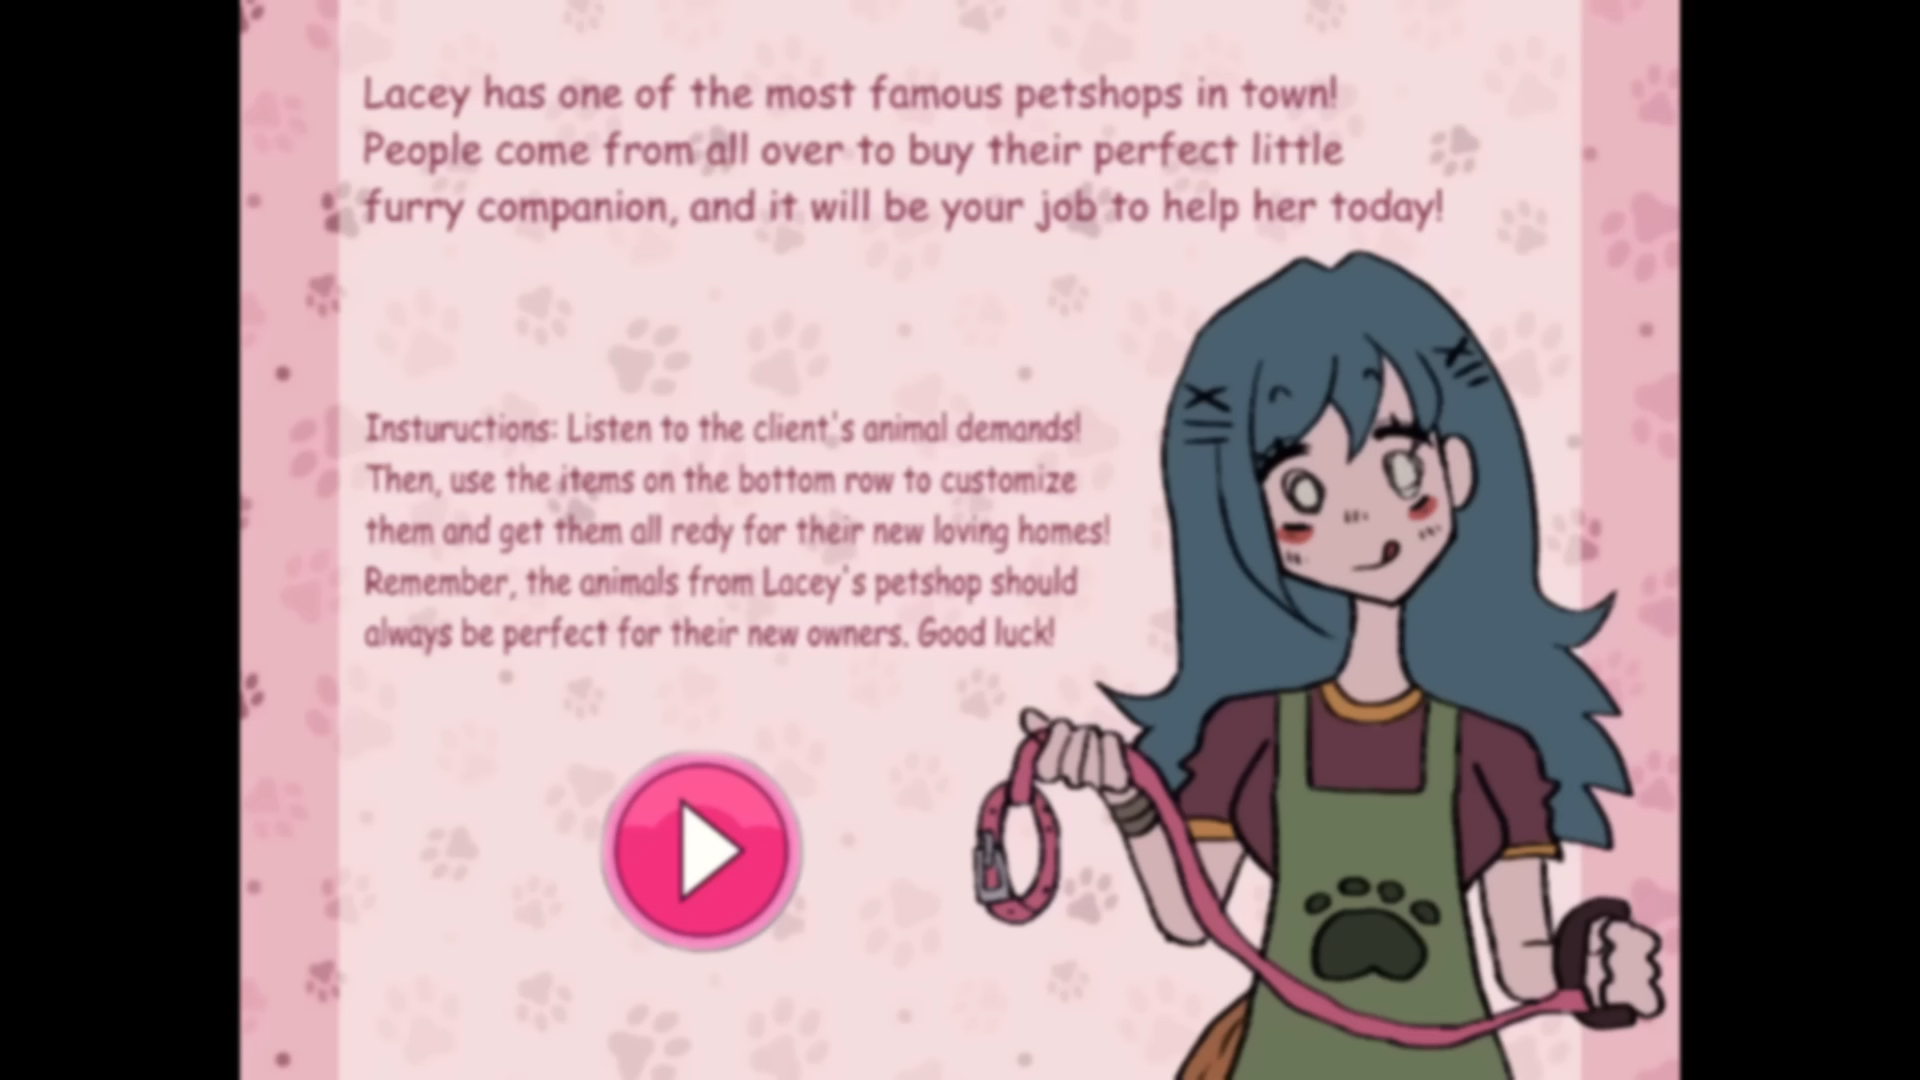 Lacey has one of the most famous petshops in town!
People come from all over to buy their perfect little
furry companion, and it will be your job to help her today!
Instuructions: Listen to the client's animal demands!
Then, use the items on the bottom row to customize
them and get them all redy for their new loving homes!
Remember, the animals from Lacey's petshop should
always be perfect for their new owners. Good luck!